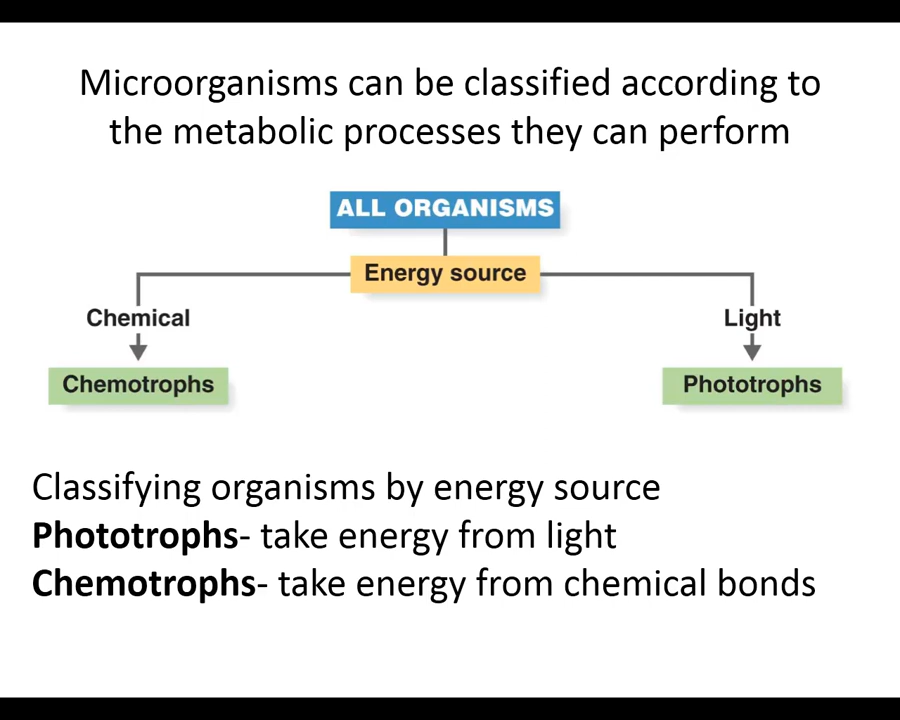 Microorganisms can be classified according to
the metabolic processes they can perform
ALL ORGANISMS
Energy source
Chemical
Light
Chemotrophs
Phototrophs
Classifying organisms by energy source
Phototrophs- take energy from light
Chemotrophs- take energy from chemical bonds